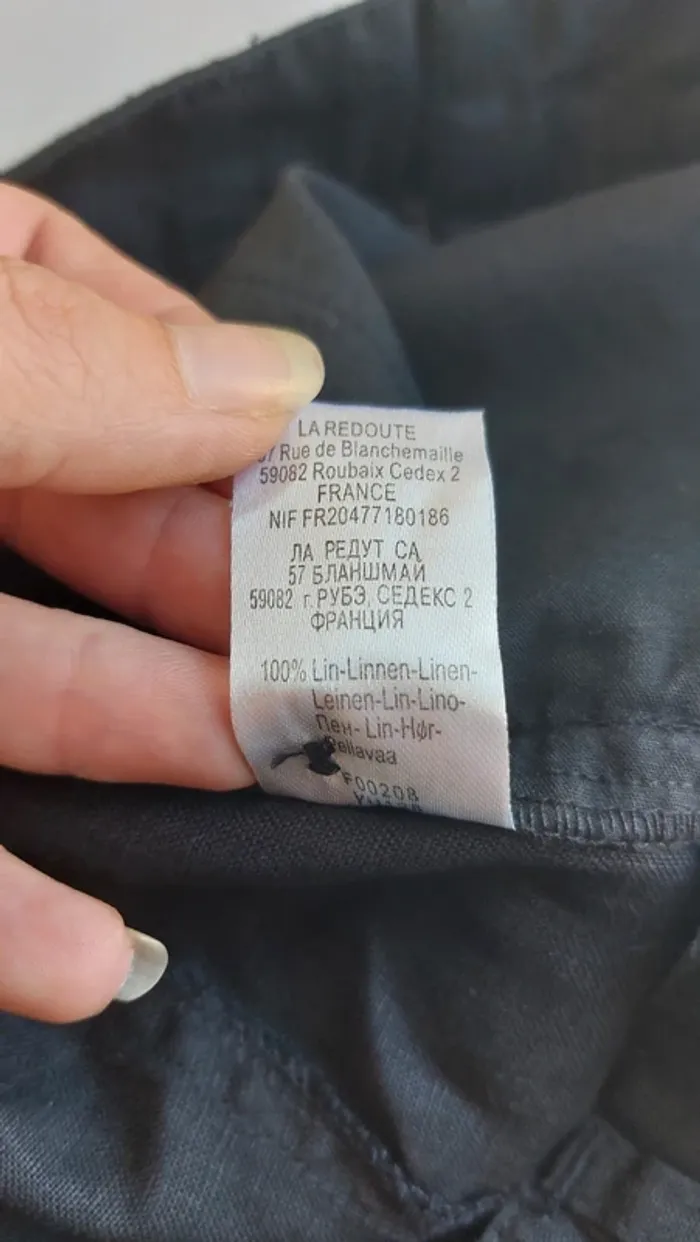 LA REDOUTE
57 Rue de Blanchemaille
59082 Roubaix Cedex 2
FRANCE
NIF FR20477180186
ЛА РЕДУТ СА
57 БЛАНШМАЙ
59082 г.РУБЭ, СЕДЕКС 2
ФРАНЦИЯ
100% Lin-Linnen-Linen-
Leinen-Lin-Lino-
Лен- Lin-Hør-
Pellavaa
F00208